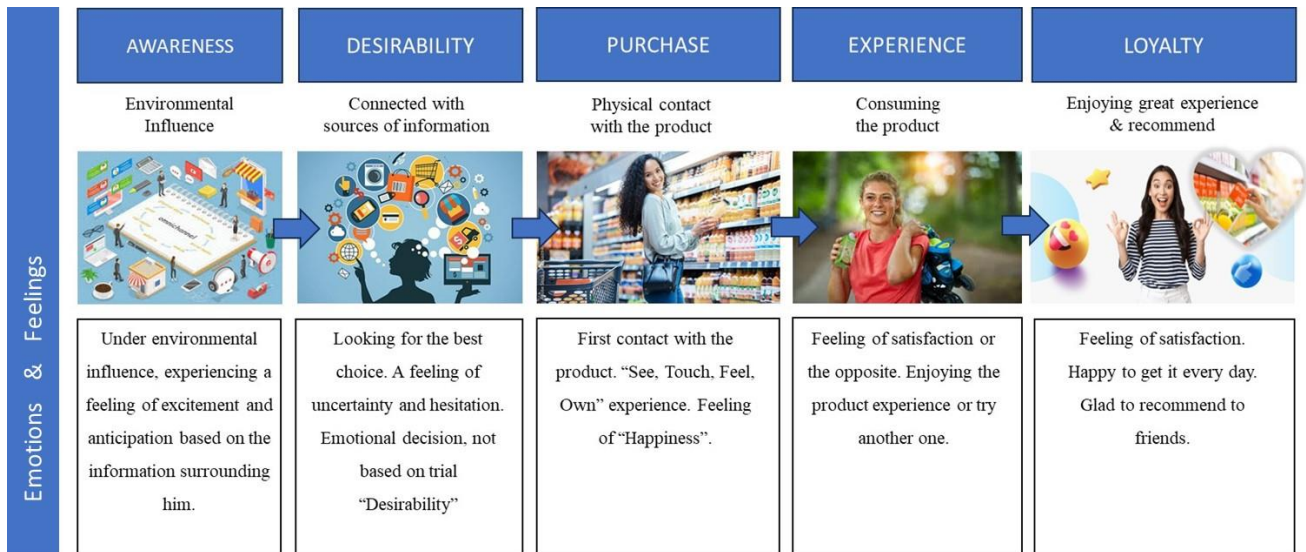 AWARENESS
DESIRABILITY
PURCHASE
EXPERIENCE
LOYALTY
Environmental
Influence
Connected with
sources of information
Physical contact
with the product
Consuming
the product
Enjoying great experience
& recommend
omnichannel
Emotions & Feelings
Under environmental
influence, experiencing a
feeling of excitement and
anticipation based on the
information surrounding
him.
Looking for the best
choice. A feeling of
uncertainty and hesitation.
Emotional decision, not
based on trial
“Desirability”
First contact with the
product. “See, Touch, Feel,
Own” experience. Feeling
of “Happiness”.
Feeling of satisfaction or
the opposite. Enjoying the
product experience or try
another one.
Feeling of satisfaction.
Happy to get it every day.
Glad to recommend to
friends.